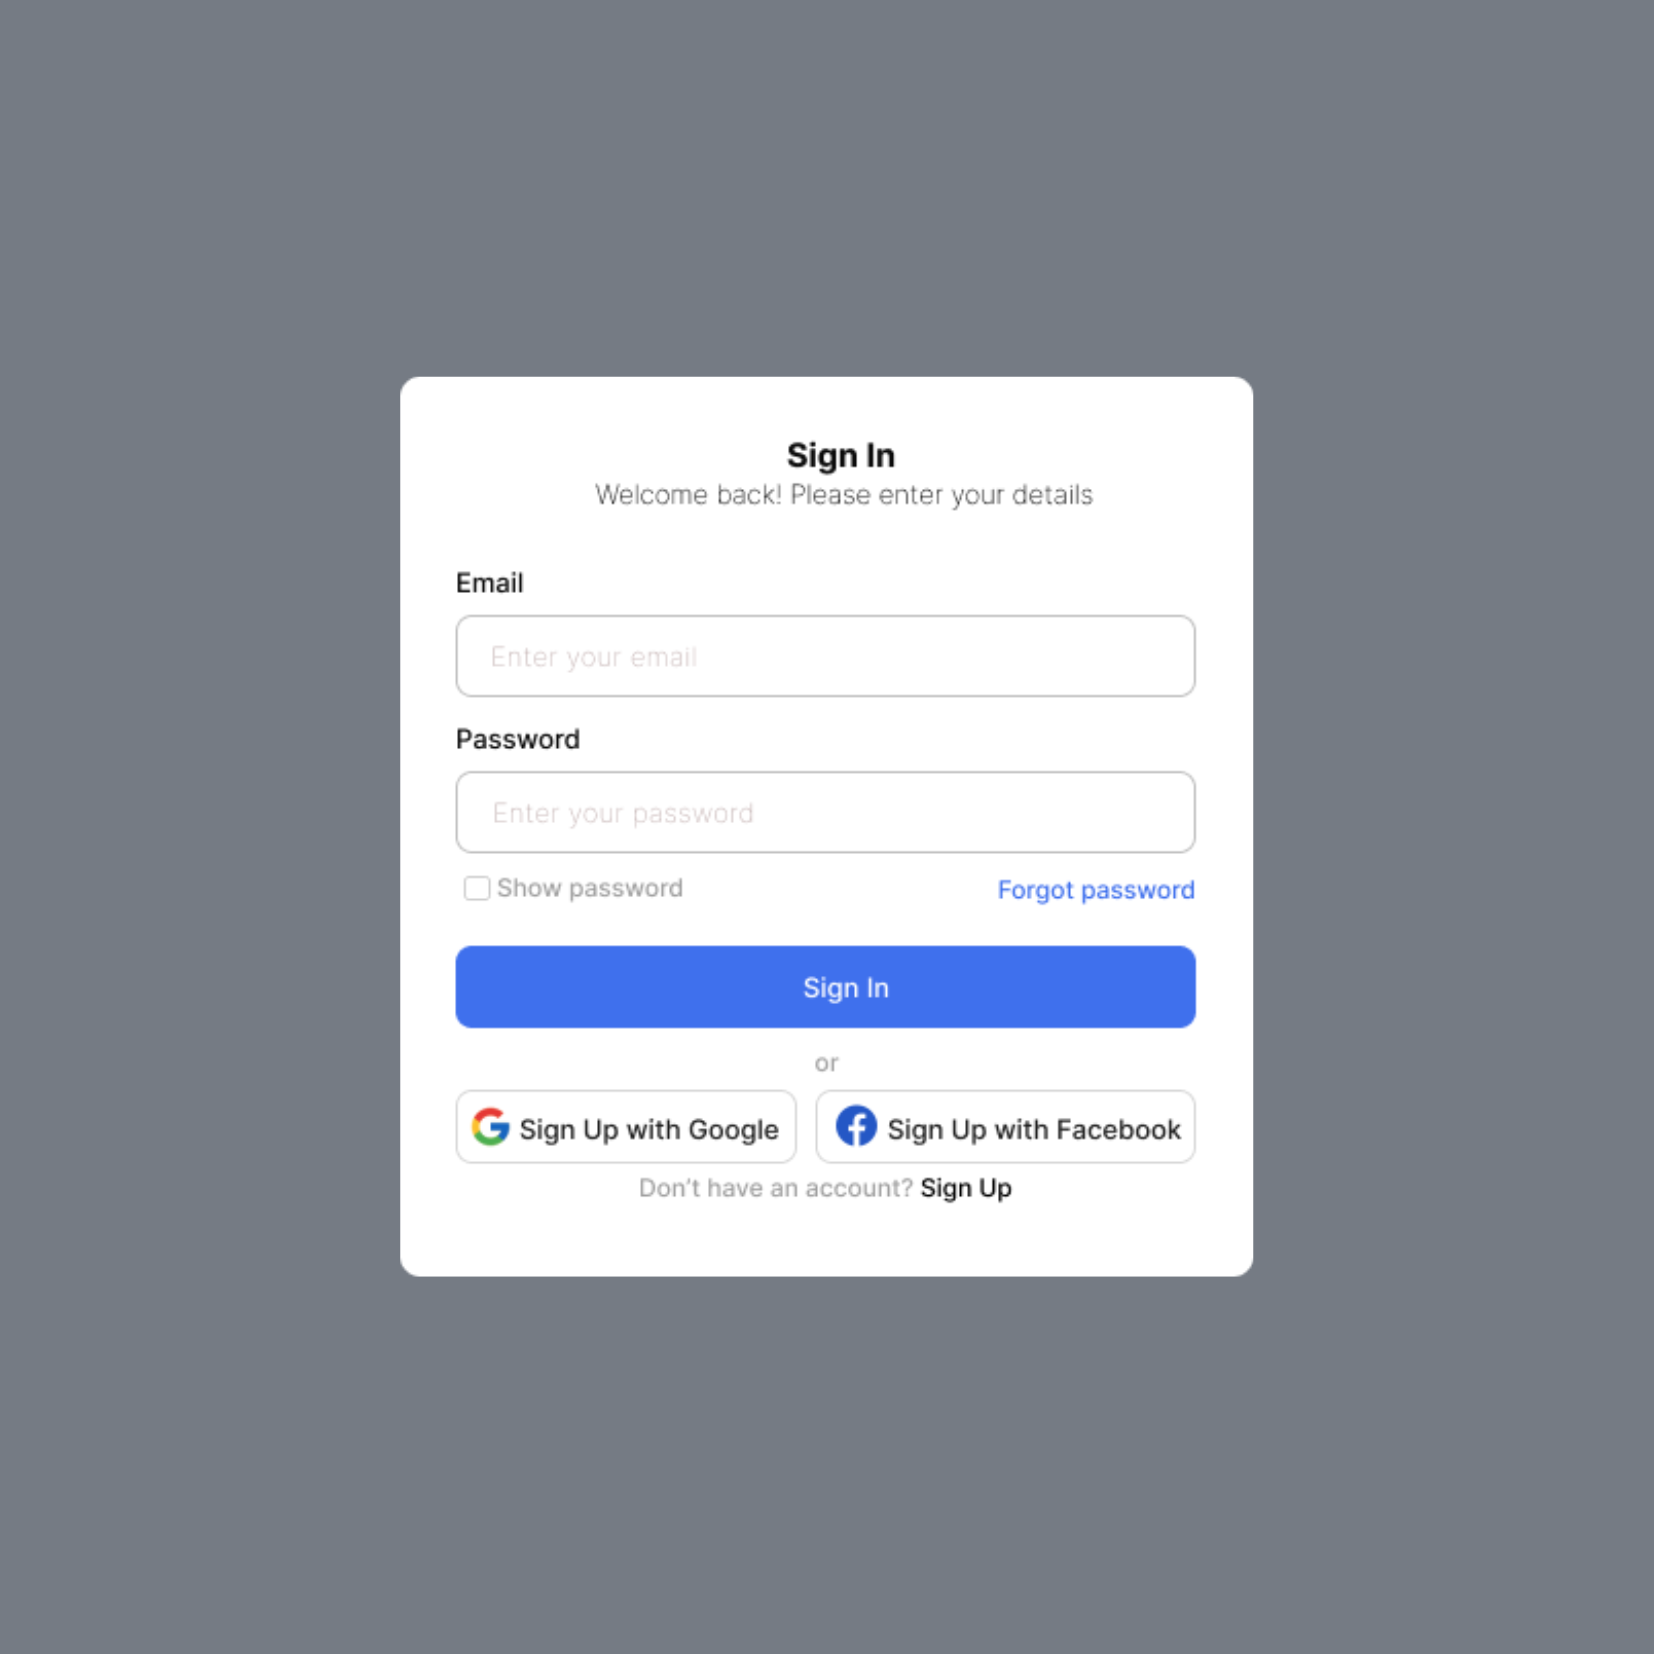 Sign In
Welcome back! Please enter your details
Email
Enter your email
Password
Enter your password
Show password
Forgot password
Sign In
or
Sign Up with Google
Sign Up with Facebook
Don’t have an account? Sign Up